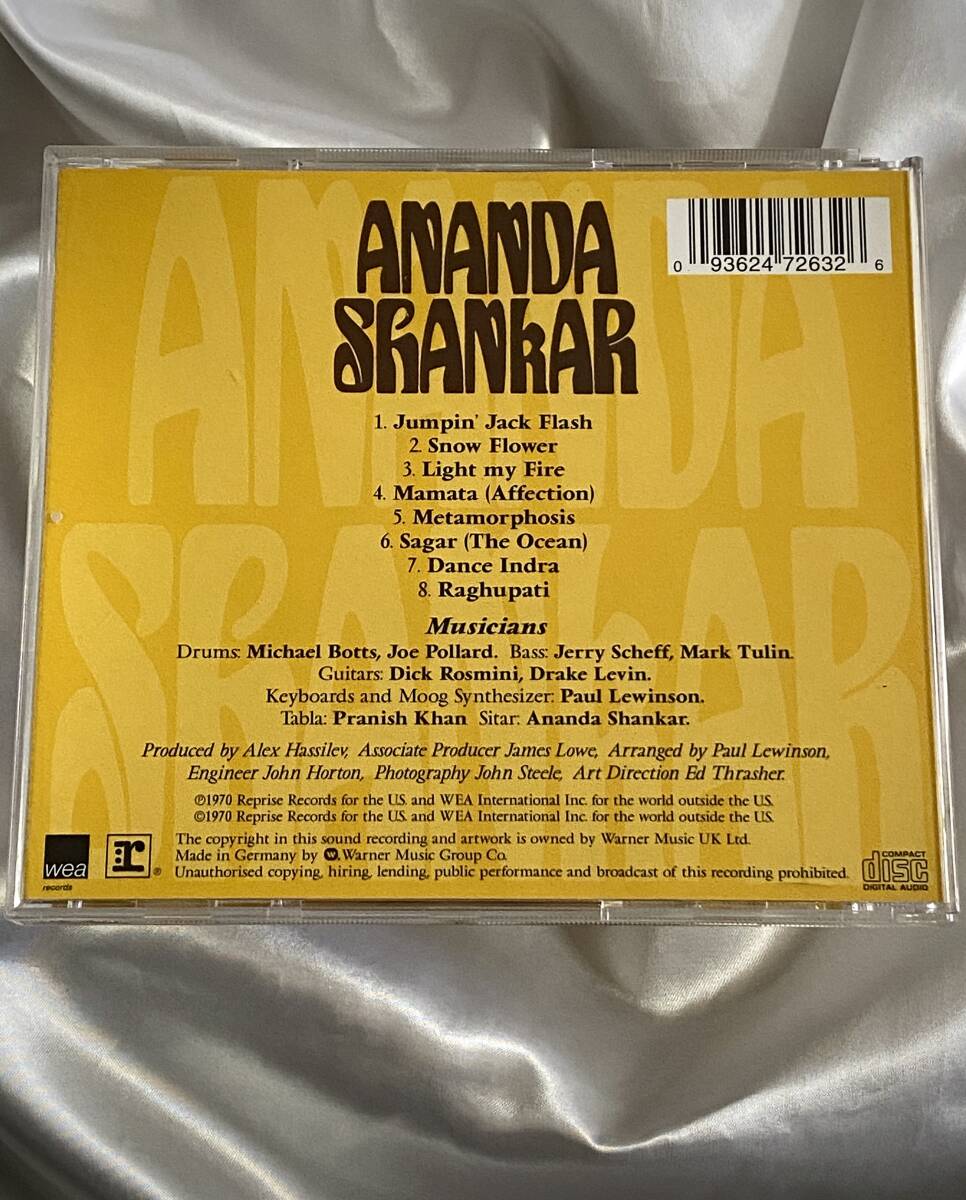 ANANDA
SHANKAR
0 93624 72632 6
ANANDA
SHANKAR
1. Jumpin' Jack Flash
2. Snow Flower
3. Light my Fire
4. Mamata (Affection)
5. Metamorphosis
6. Sagar (The Ocean)
7. Dance Indra
8. Raghupati
Musicians
Drums: Michael Botts, Joe Pollard. Bass: Jerry Scheff, Mark Tulin.
Guitars: Dick Rosmini, Drake Levin.
Keyboards and Moog Synthesizer: Paul Lewinson.
Tabla: Pranish Khan Sitar: Ananda Shankar.
Produced by Alex Hassilev, Associate Producer James Lowe, Arranged by Paul Lewinson,
Engineer John Horton, Photography John Steele, Art Direction Ed Thrasher.
℗1970 Reprise Records for the U.S. and WEA International Inc. for the world outside the U.S.
©1970 Reprise Records for the U.S. and WEA International Inc. for the world outside the U.S.
The copyright in this sound recording and artwork is owned by Warner Music UK Ltd.
Made in Germany by W. Warner Music Group Co.
Unauthorised copying, hiring, lending, public performance and broadcast of this recording prohibited.
wea
records
:r ®
COMPACT
disc
DIGITAL AUDIO